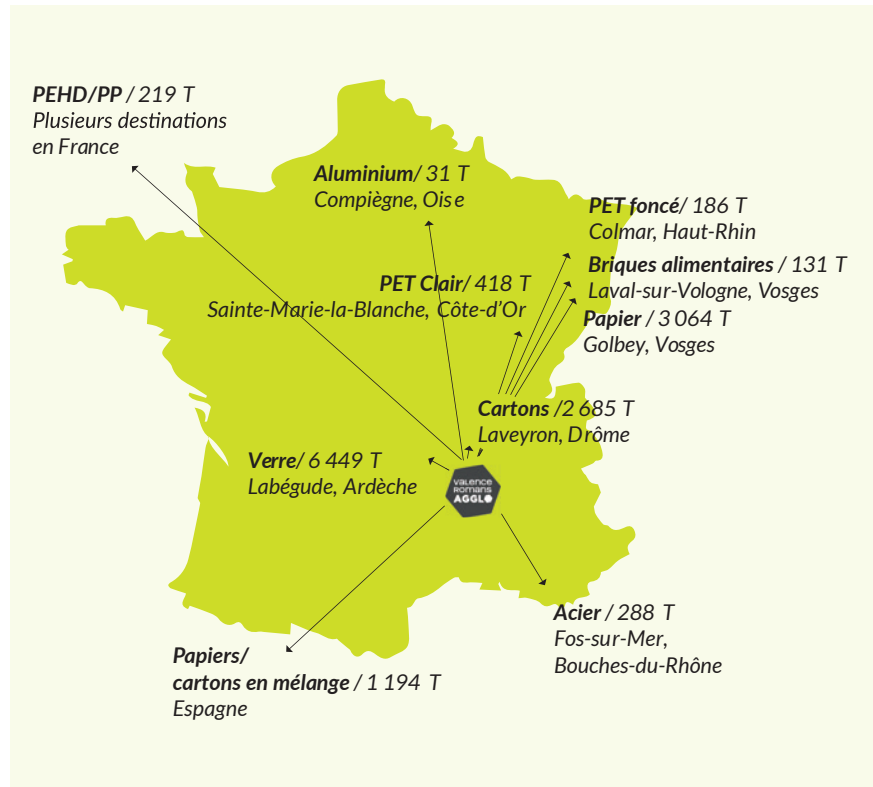 PEHD/PP / 219 T
Plusieurs destinations
en France
Aluminium/ 31 T
Compiègne, Oise
PET foncé/ 186 T
Colmar, Haut-Rhin
Briques alimentaires / 131 T
Laval-sur-Vologne, Vosges
PET Clair/ 418 T
Sainte-Marie-la-Blanche, Côte-d'Or
Papier / 3 064 T
Golbey, Vosges
Cartons /2 685 T
Laveyron, Drôme
Verre/ 6 449 T
Labégude, Ardèche
VALENCE
ROMANS
AGGLO
Acier / 288 T
Fos-sur-Mer,
Bouches-du-Rhône
Papiers/
cartons en mélange / 1 194 T
Espagne